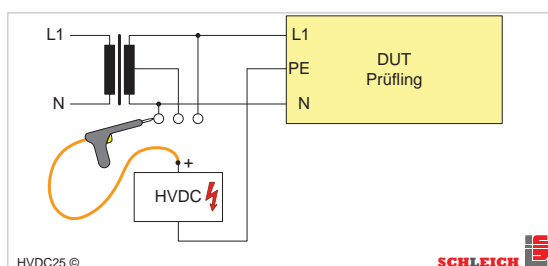 L1
L1
PE
DUT
Prüfling
N
N
+
HVDC
HVDC25 ©
SCHLEICH